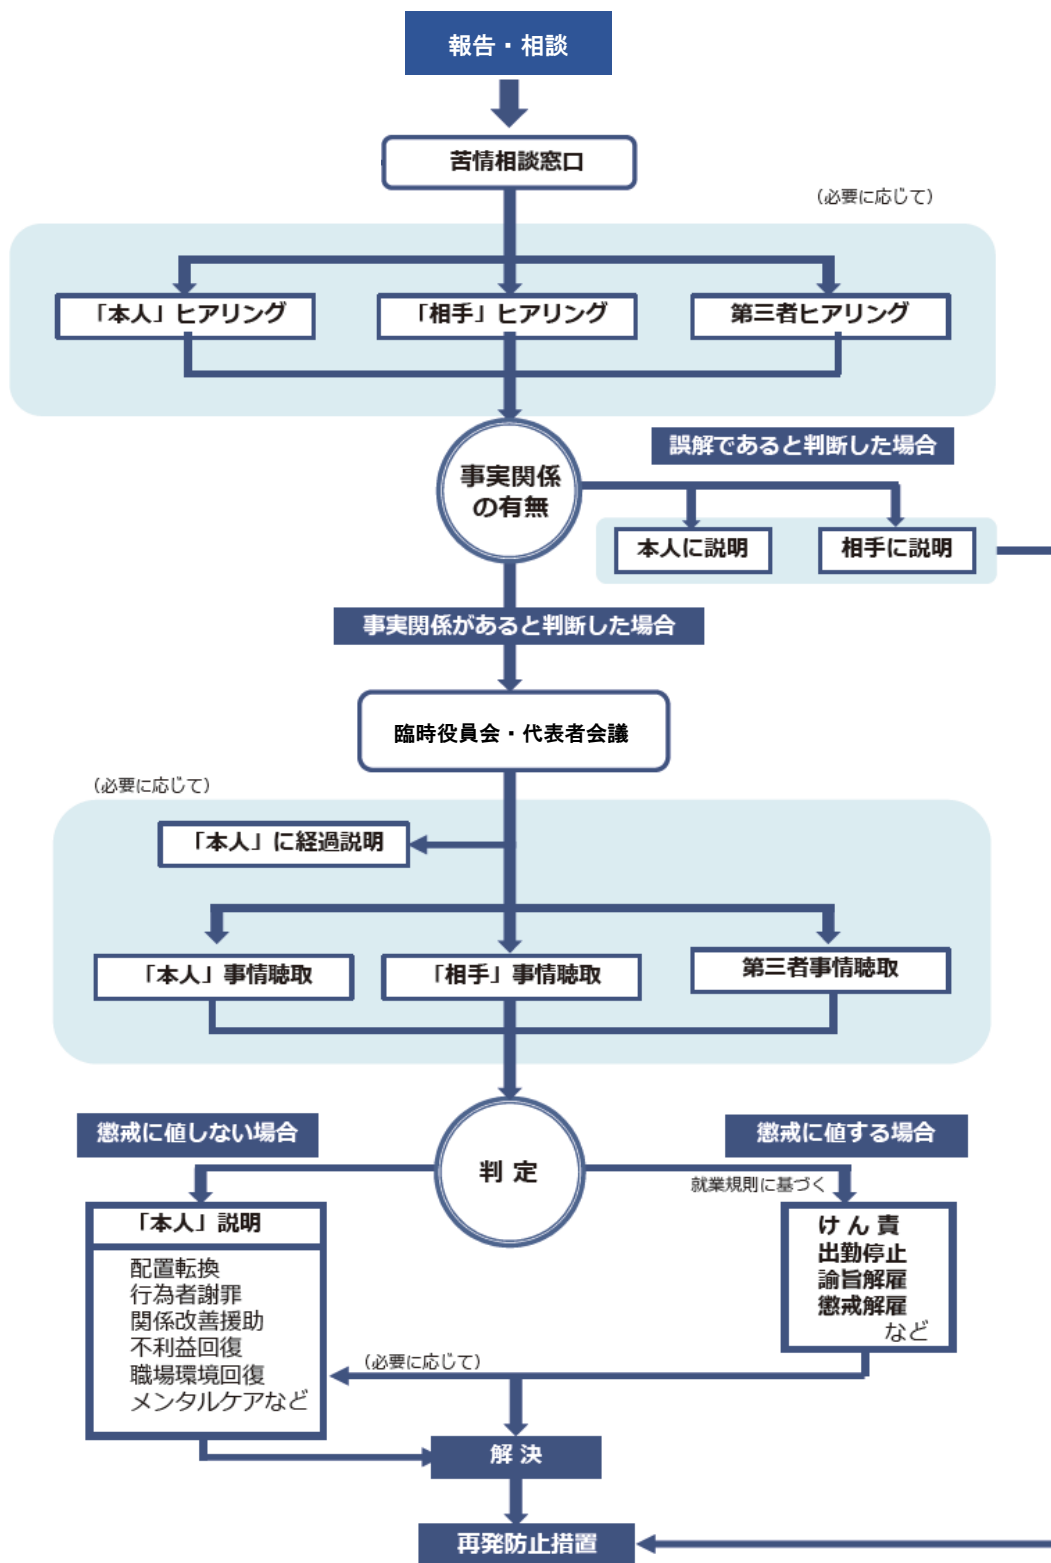 報告・相談
苦情相談窓口
（必要に応じて）
「本人」ヒアリング
「相手」ヒアリング
第三者ヒアリング
誤解であると判断した場合
事実関係
の有無
本人に説明
相手に説明
事実関係があると判断した場合
臨時役員会・代表者会議
（必要に応じて）
「本人」に経過説明
「本人」事情聴取
「相手」事情聴取
第三者事情聴取
懲戒に値しない場合
懲戒に値する場合
判 定
就業規則に基づく
「本人」説明
配置転換
行為者謝罪
関係改善援助
不利益回復
職場環境回復
メンタルケアなど
け ん 責
出勤停止
諭旨解雇
懲戒解雇
など
（必要に応じて）
解 決
再発防止措置